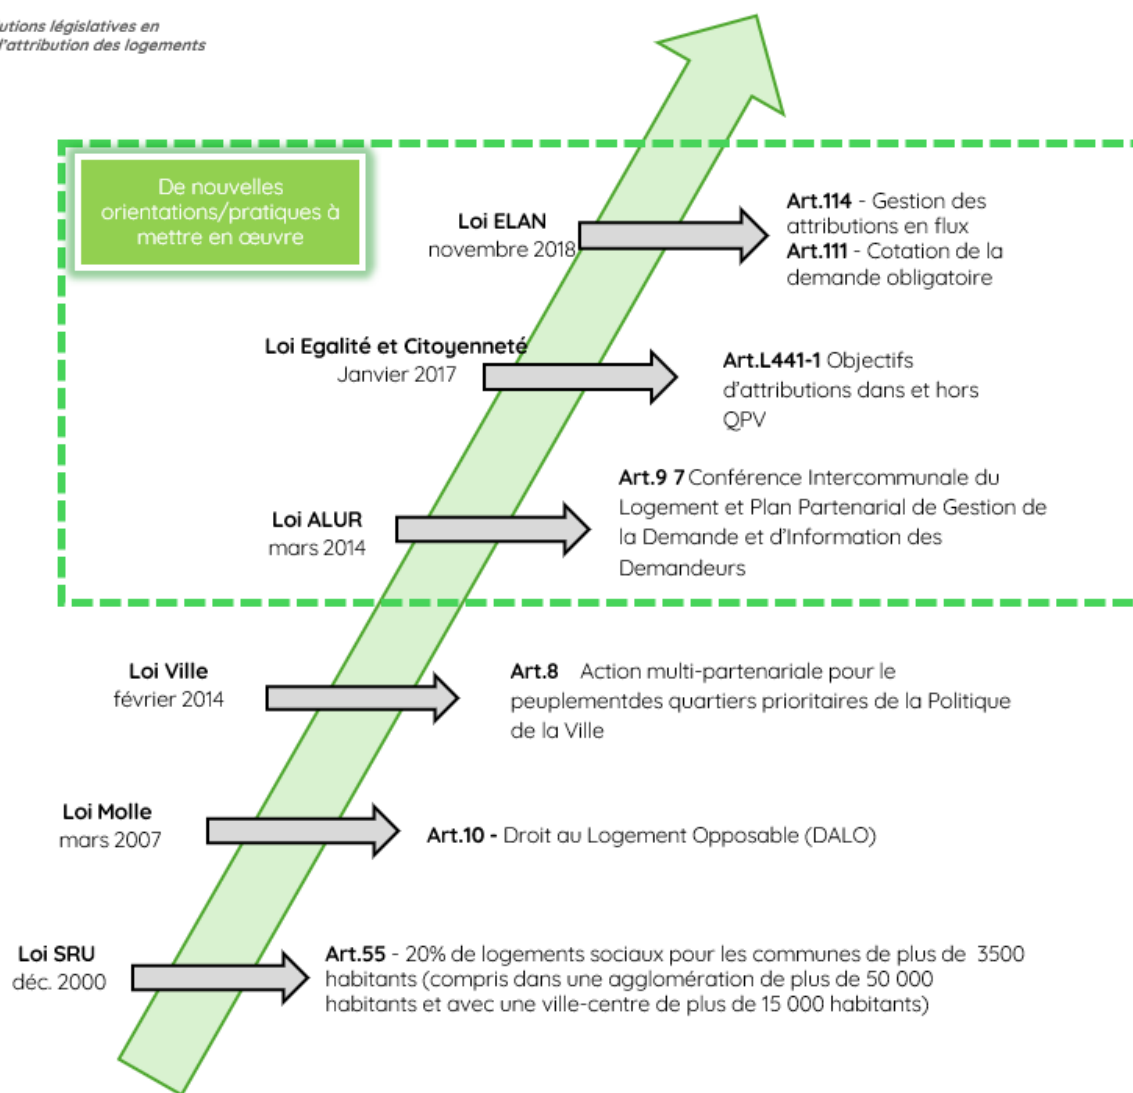 utions législatives en
d'attribution des logements
De nouvelles
orientations/pratiques à
mettre en œuvre
Loi ELAN
novembre 2018
Art.114 - Gestion des
attributions en flux
Art.111 - Cotation de la
demande obligatoire
Loi Egalité et Citoyenneté
Janvier 2017
Art.L441-1 Objectifs
d'attributions dans et hors
QPV
Loi ALUR
mars 2014
Art.9 7 Conférence Intercommunale du
Logement et Plan Partenarial de Gestion de
la Demande et d'Information des
Demandeurs
Loi Ville
février 2014
Art.8 Action multi-partenariale pour le
peuplementdes quartiers prioritaires de la Politique
de la Ville
Loi Molle
mars 2007
Art.10 - Droit au Logement Opposable (DALO)
Loi SRU
déc. 2000
Art.55 - 20% de logements sociaux pour les communes de plus de 3500
habitants (compris dans une agglomération de plus de 50 000
habitants et avec une ville-centre de plus de 15 000 habitants)